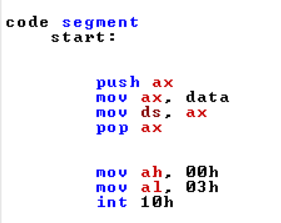 code segment
start:
push ax
mov ax, data
mov ds, ax
pop ax
mov ah, 00h
mov al, 03h
int 10h